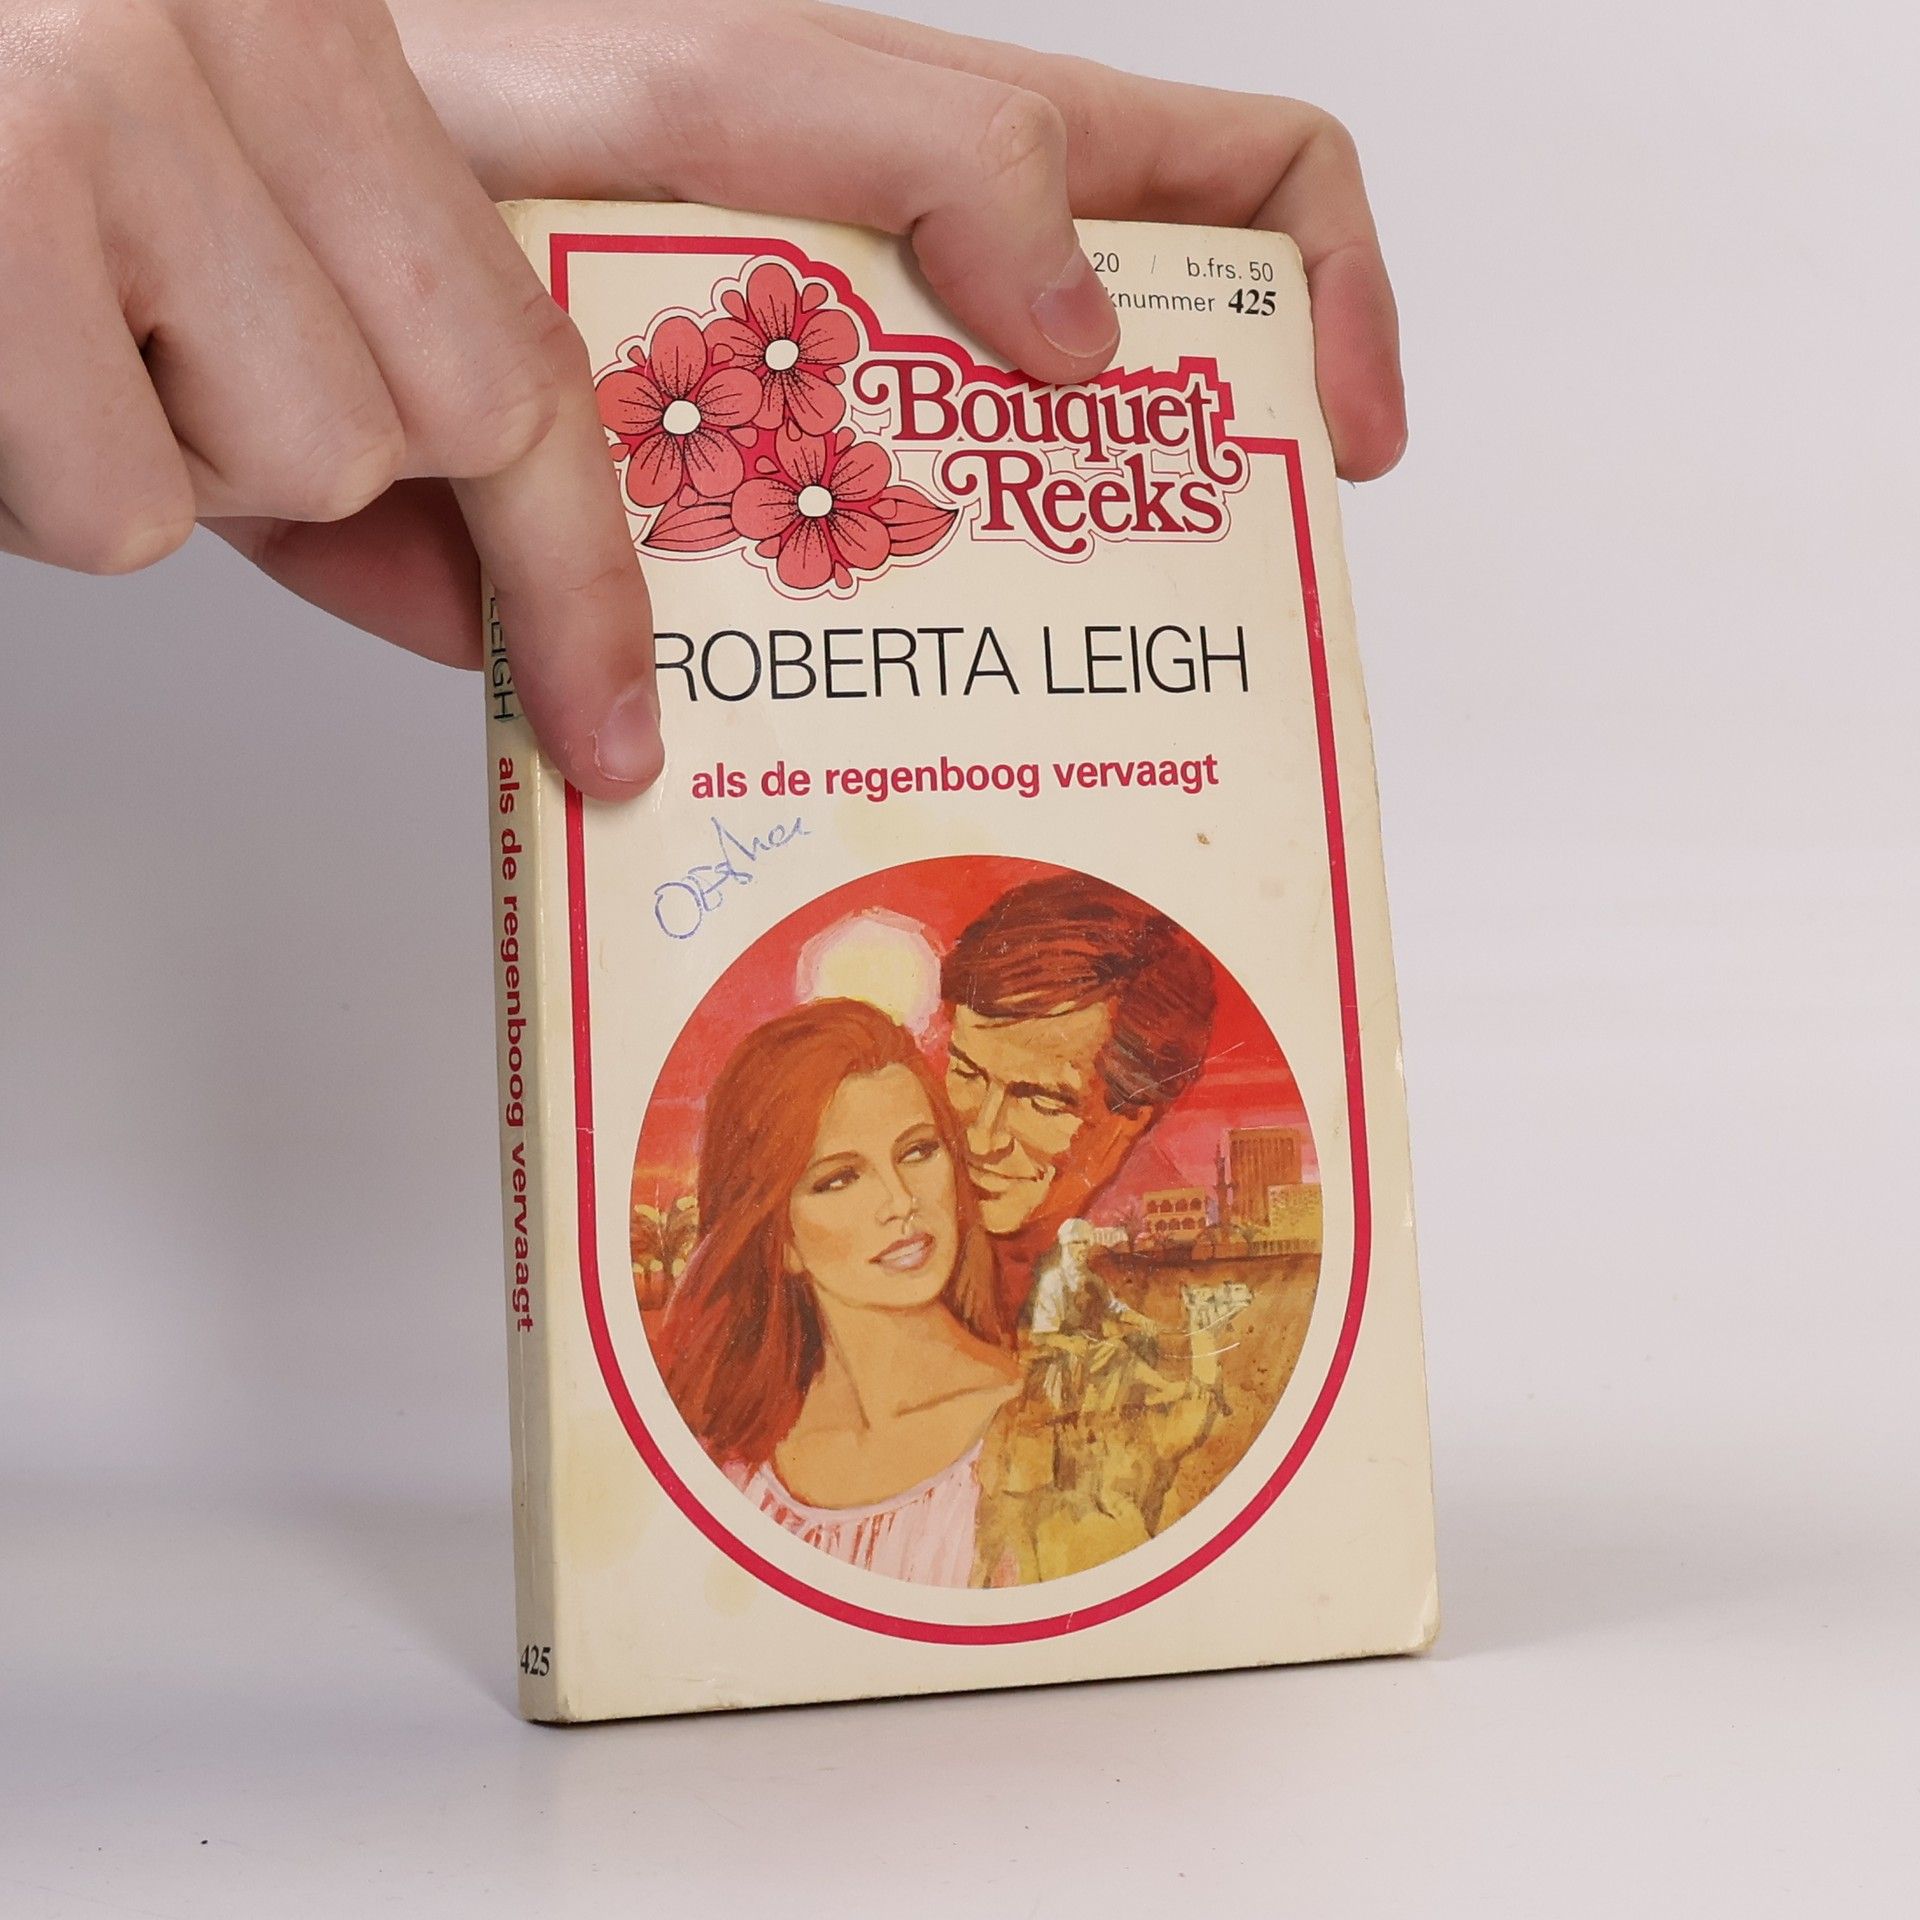 20 / b.frs. 50
knummer 425
Bouquet
Reeks
ROBERTA LEIGH
als de regenboog vervaagt
LEIGH als de regenboog vervaagt
425